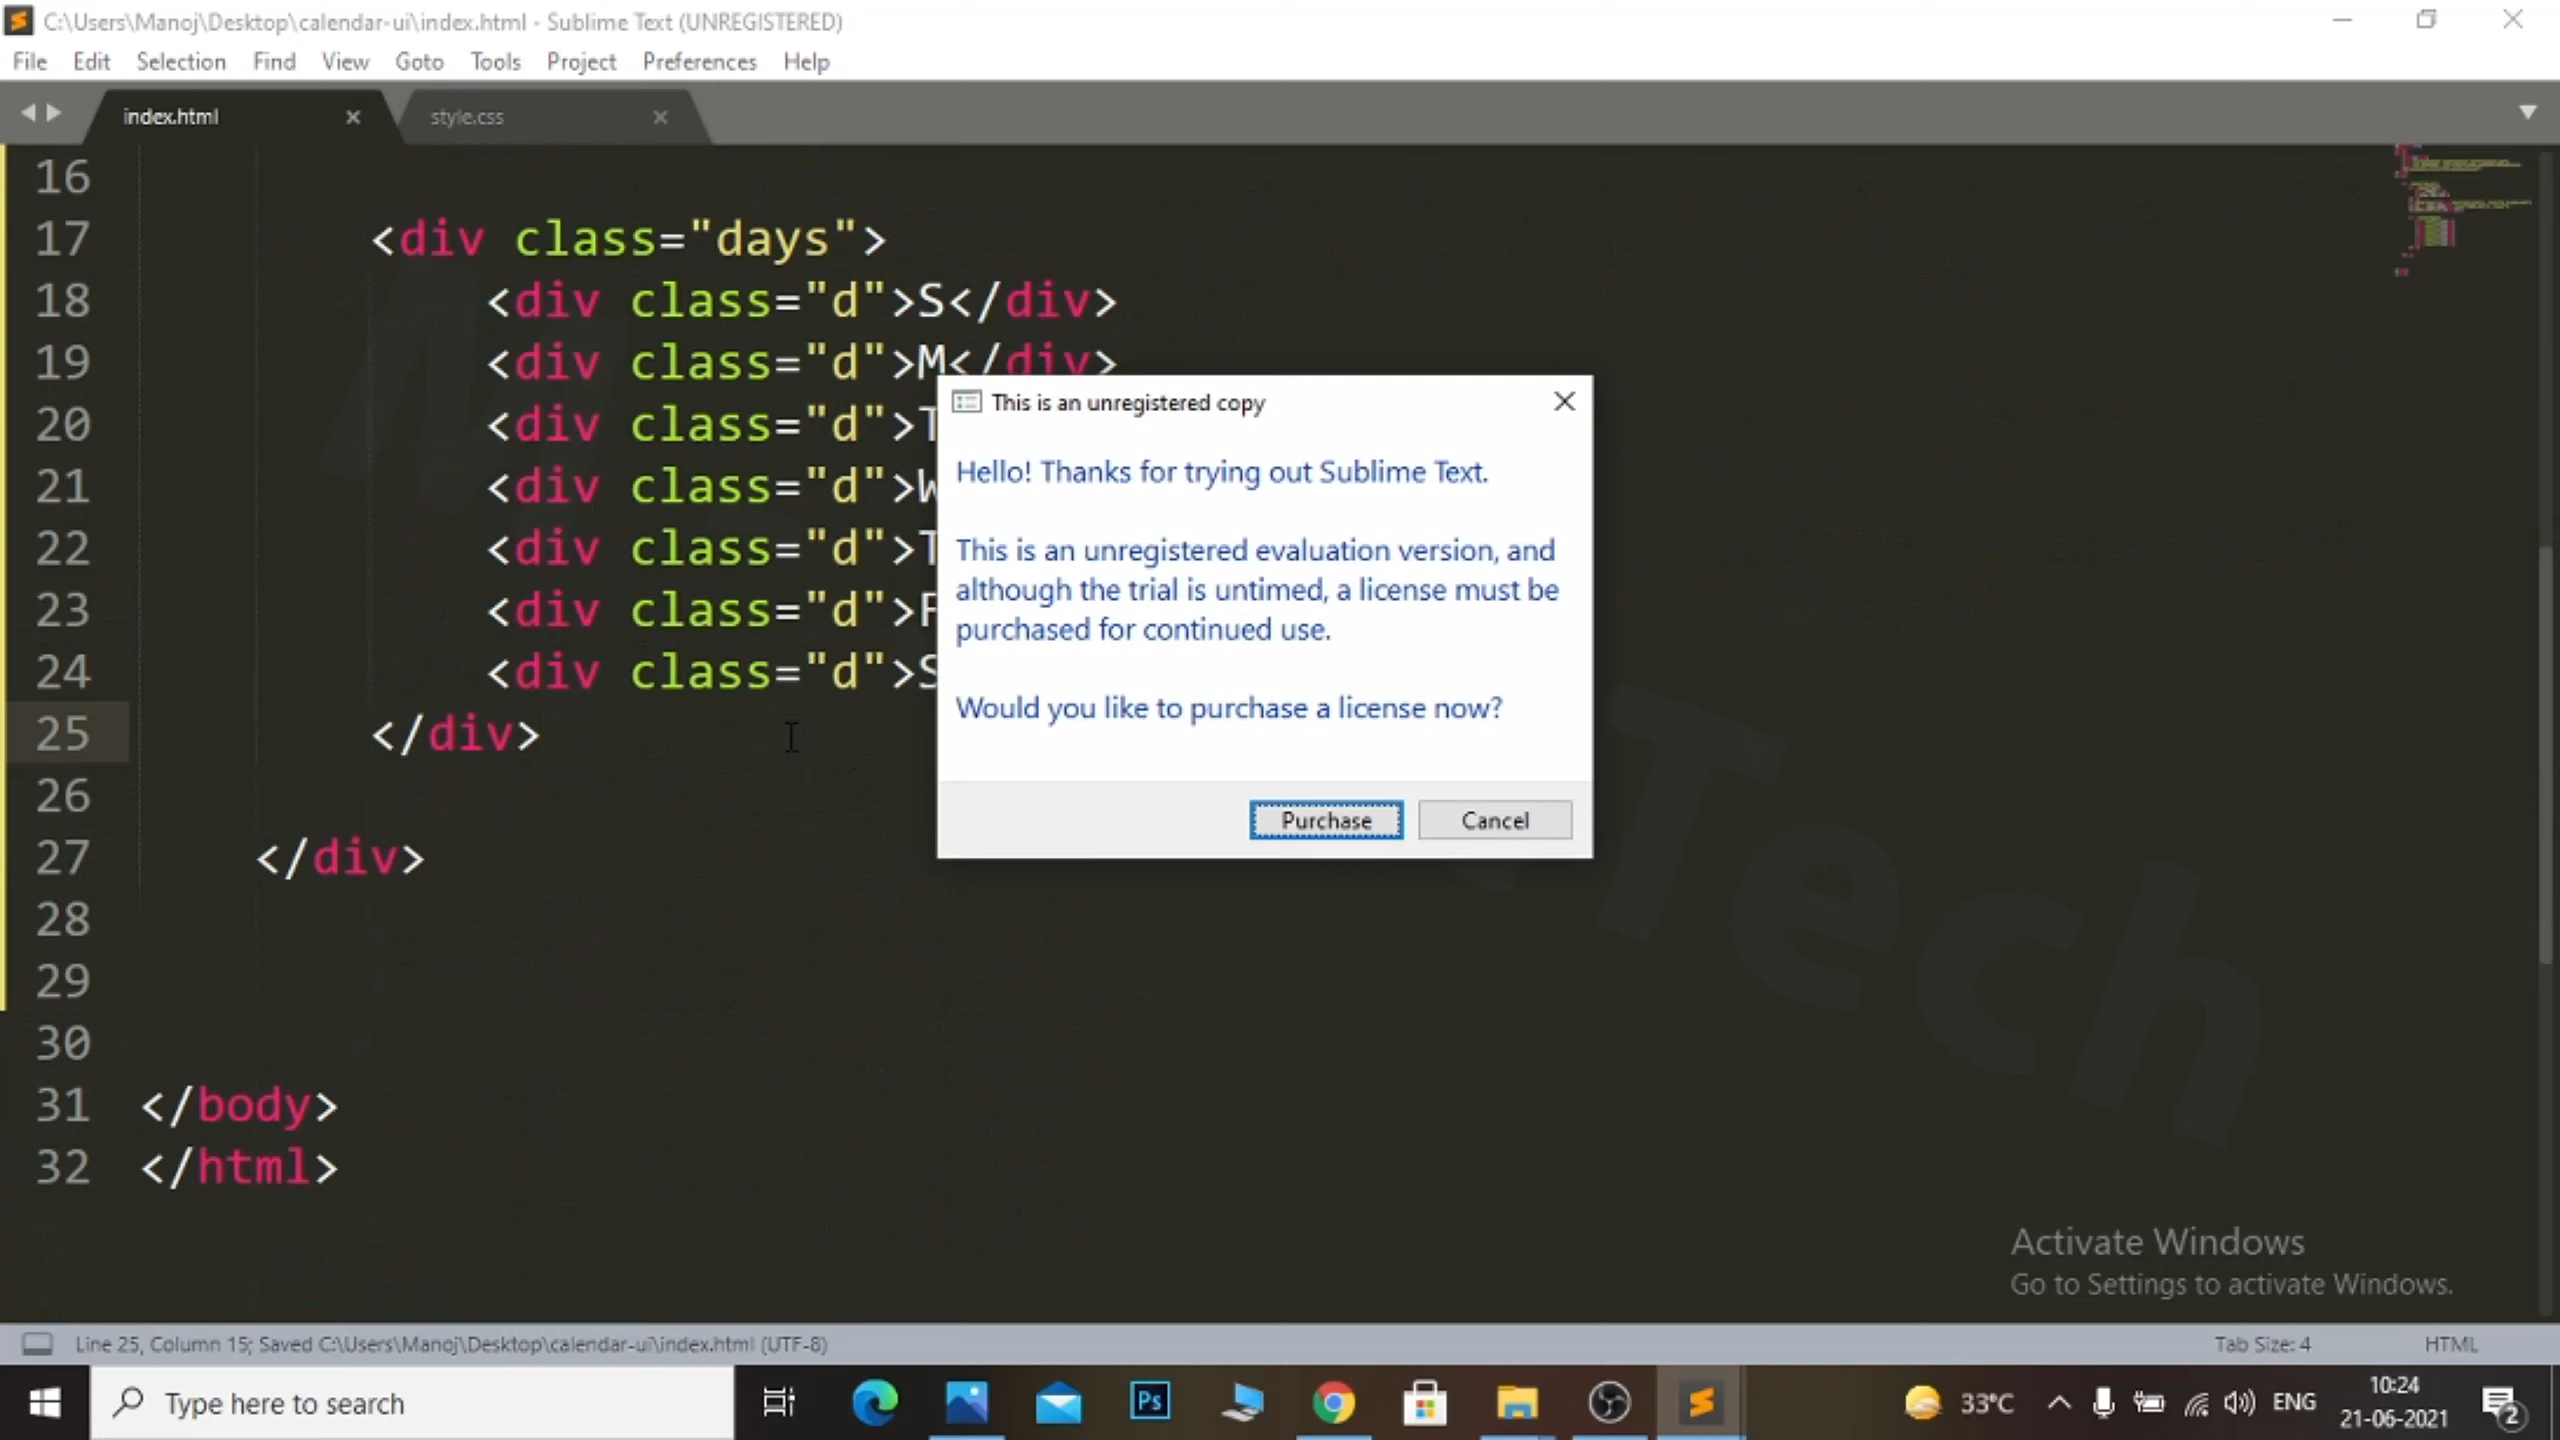 C:\Users\Manoj\Desktop\calendar-ui\index.html - Sublime Text (UNREGISTERED)
File Edit Selection Find View Goto Tools Project Preferences Help
index.html style.css
16
17 <div class="days">
18 <div class="d">S</div>
19 <div class="d">M</div>
20 <div class="d">T
21 <div class="d">W
22 <div class="d">T
23 <div class="d">F
24 <div class="d">S
25 </div>
26
27 </div>
28
29
30
31 </body>
32 </html>
This is an unregistered copy
Hello! Thanks for trying out Sublime Text.
This is an unregistered evaluation version, and
although the trial is untimed, a license must be
purchased for continued use.
Would you like to purchase a license now?
Purchase Cancel
Tech
Activate Windows
Go to Settings to activate Windows.
Line 25, Column 15; Saved C:\Users\Manoj\Desktop\calendar-ui\index.html (UTF-8) Tab Size: 4 HTML
Type here to search
Ps
33°C
ENG
10:24
21-06-2021
2